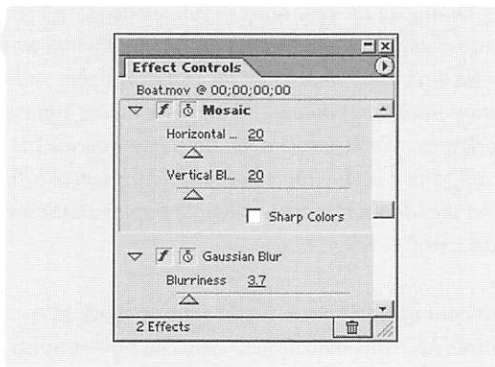 Effect Controls
Boat.mov @ 00;00;00;00
f Mosaic
Horizontal ... 20
Vertical Bl... 20
Sharp Colors
f Gaussian Blur
Blurriness 3.7
2 Effects